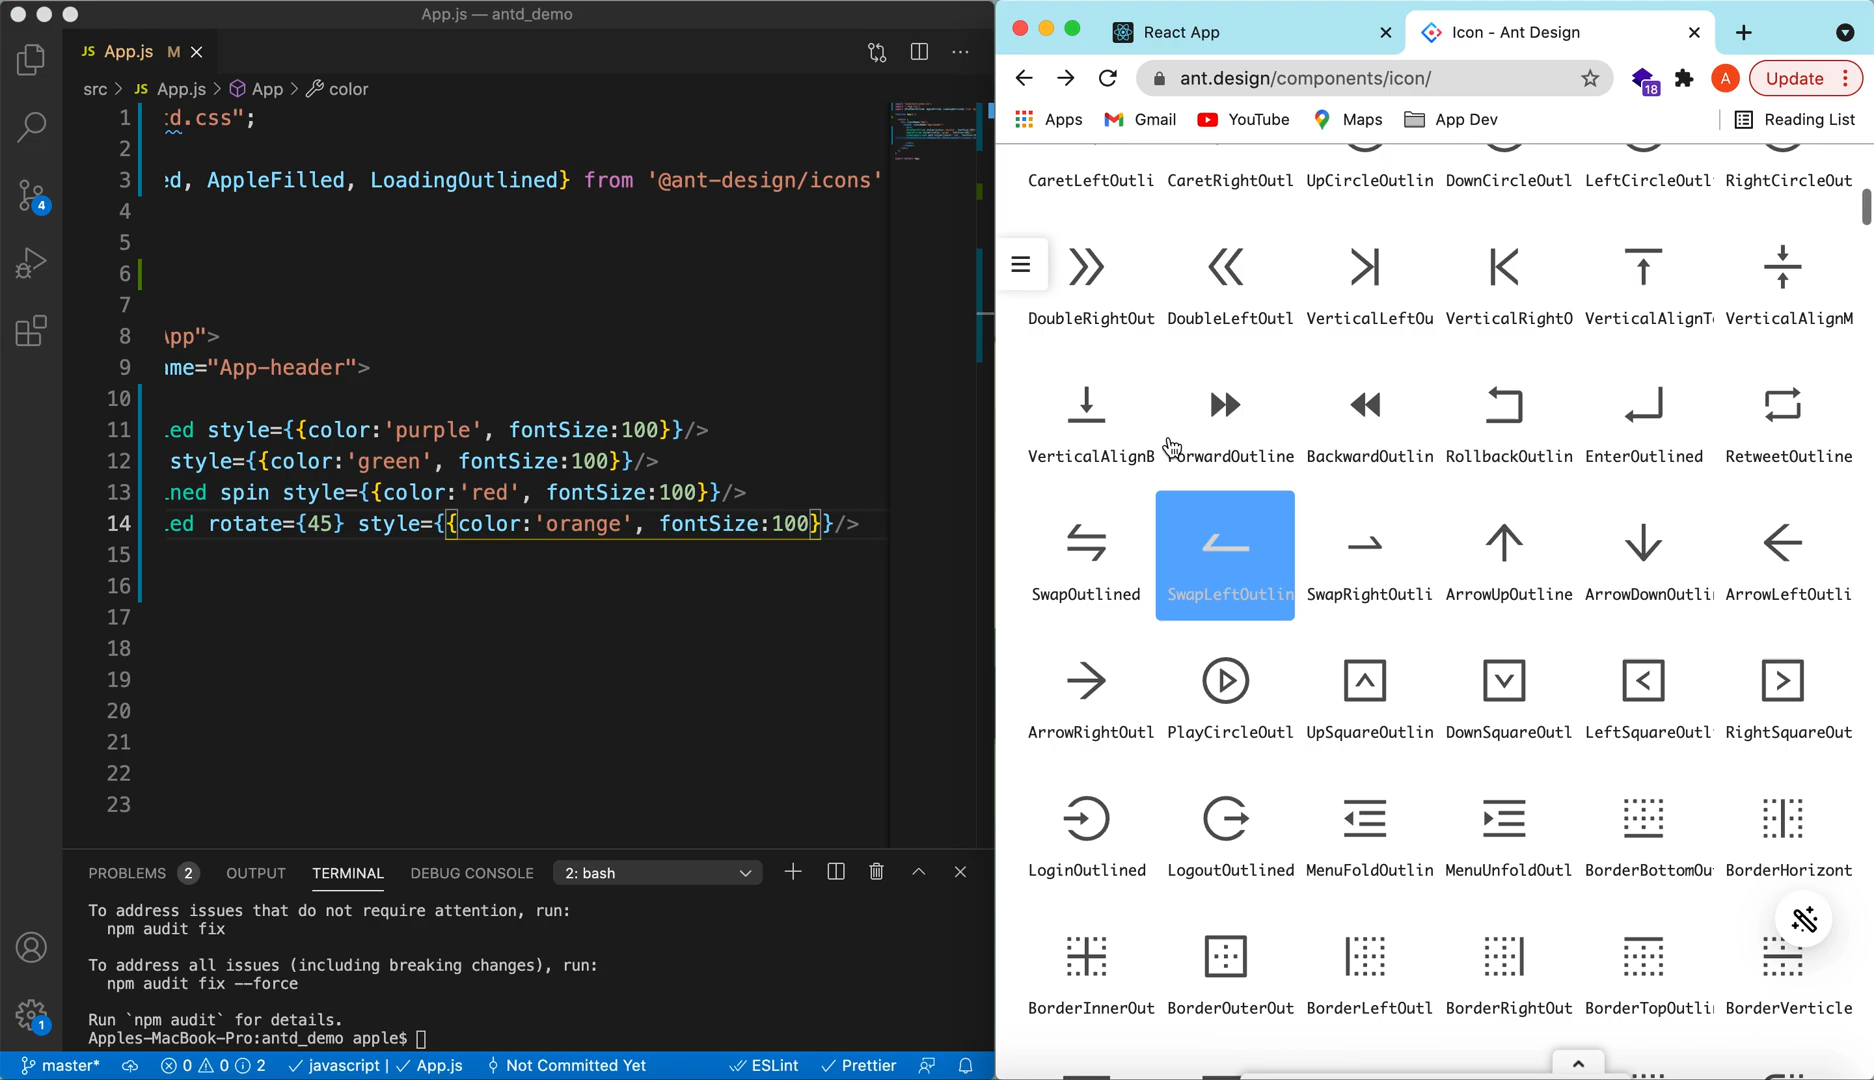 App.js — antd_demo
JS App.js M
src > JS App.js > App > color
1 :d.css";
2
3 ed, AppleFilled, LoadingOutlined} from '@ant-design/icons'
4
5
6
7
8 \pp">
9 ame="App-header">
10
11 .ed style={{color:'purple', fontSize:100}}/>
12 style={{color:'green', fontSize:100}}/>
13 .ned spin style={{color:'red', fontSize:100}}/>
14 .ed rotate={45} style={{color:'orange', fontSize:100}}/>
15
16
17
18
19
20
21
22
23
4
1
PROBLEMS 2 OUTPUT TERMINAL DEBUG CONSOLE 2: bash
To address issues that do not require attention, run:
npm audit fix
To address all issues (including breaking changes), run:
npm audit fix --force
Run `npm audit` for details.
Apples-MacBook-Pro:antd_demo apple$
master* 0 0 2 javascript | App.js Not Committed Yet ESLint Prettier
React App
Icon - Ant Design
ant.design/components/icon/
18
A
Update
Apps Gmail YouTube Maps App Dev Reading List
CaretLeftOutli CaretRightOutl UpCircleOutlin DownCircleOutl LeftCircleOutl RightCircleOut
DoubleRightOut DoubleLeftOutl VerticalLeftOu VerticalRightO VerticalAlignT VerticalAlignM
VerticalAlignB ForwardOutline BackwardOutlin RollbackOutlin EnterOutlined RetweetOutline
SwapOutlined SwapLeftOutlin SwapRightOutli ArrowUpOutline ArrowDownOutli ArrowLeftOutli
ArrowRightOutl PlayCircleOutl UpSquareOutlin DownSquareOutl LeftSquareOutl RightSquareOut
LoginOutlined LogoutOutlined MenuFoldOutlin MenuUnfoldOutl BorderBottomOu BorderHorizont
BorderInnerOut BorderOuterOut BorderLeftOutl BorderRightOut BorderTopOutli BorderVerticle